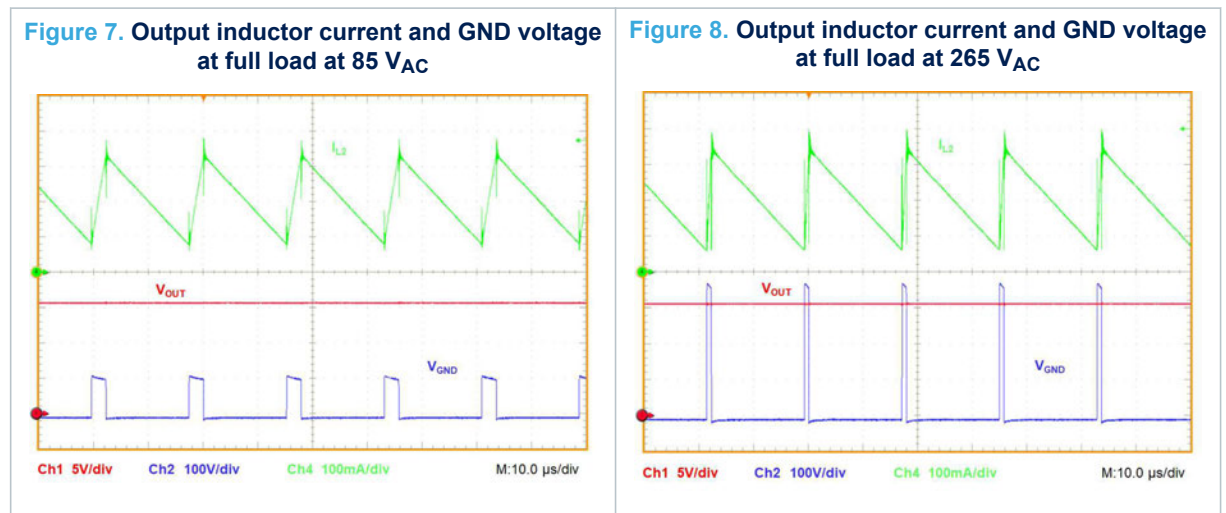 Figure 7. Output inductor current and GND voltage
at full load at 85 VAC
IL2
VOUT
VGND
Ch1 5V/div Ch2 100V/div Ch4 100mA/div M:10.0 µs/div
Figure 8. Output inductor current and GND voltage
at full load at 265 VAC
IL2
VOUT
VGND
Ch1 5V/div Ch2 100V/div Ch4 100mA/div M:10.0 µs/div